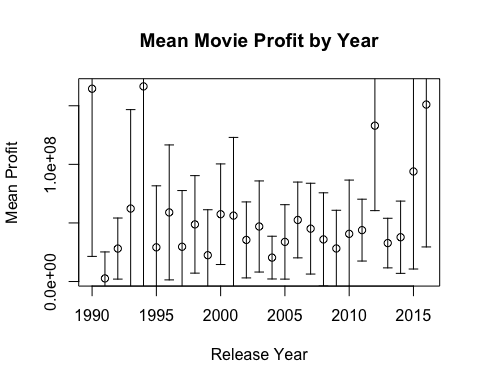 Mean Movie Profit by Year
Mean Profit
1.0e+08
0.0e+00
1990 1995 2000 2005 2010 2015
Release Year